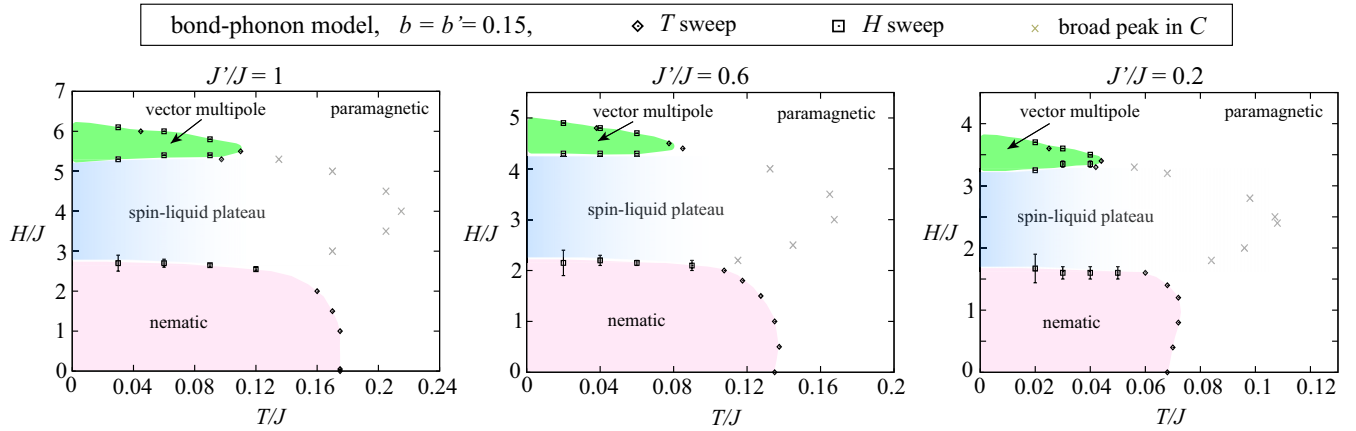 bond-phonon model, b = b' = 0.15, T sweep H sweep broad peak in C
J'/J = 1
7
6
5
4
3
2
1
0
H/J
vector multipole
paramagnetic
spin-liquid plateau
nematic
0 0.04 0.08 0.12 0.16 0.2 0.24
T/J
J'/J = 0.6
5
4
3
2
1
0
H/J
vector multipole
paramagnetic
spin-liquid plateau
nematic
0 0.04 0.08 0.12 0.16 0.2
T/J
J'/J = 0.2
4
3
2
1
0
H/J
vector multipole
paramagnetic
spin-liquid plateau
nematic
0 0.02 0.04 0.06 0.08 0.1 0.12
T/J